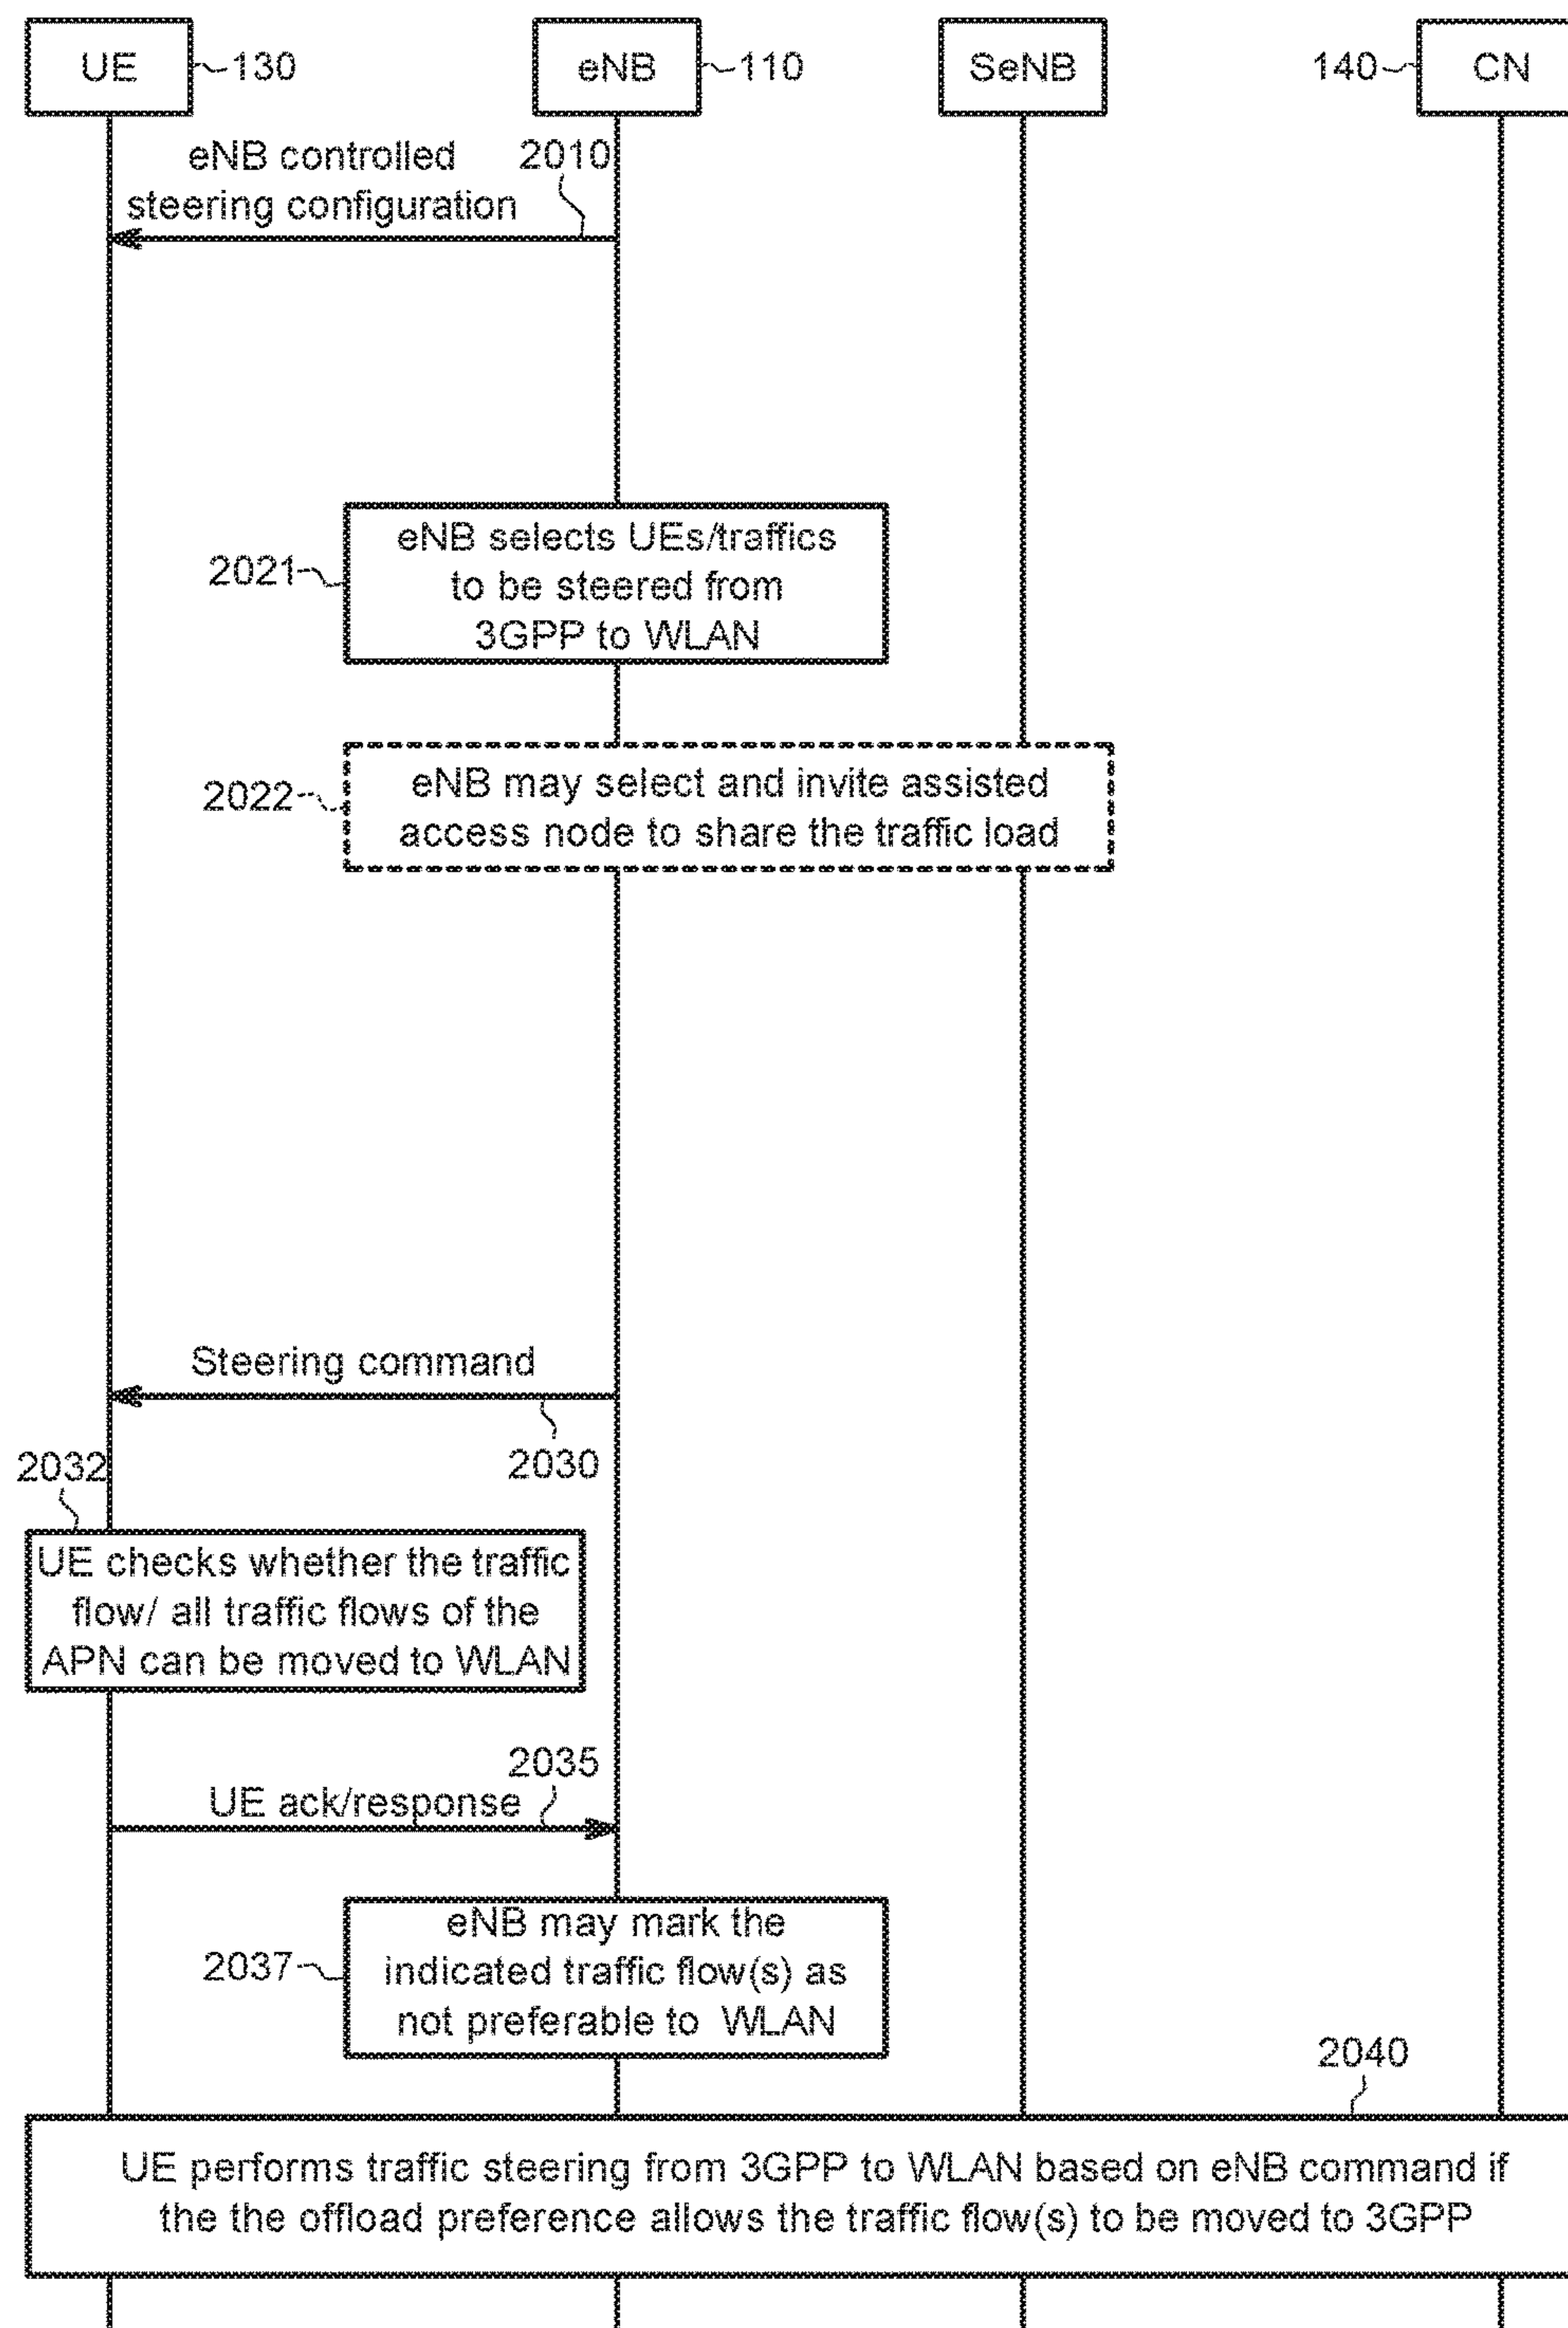 UE
130
eNB
110
SeNB
140
CN
eNB controlled
steering configuration
2010
eNB selects UEs/traffics
to be steered from
3GPP to WLAN
2021
eNB may select and invite assisted
access node to share the traffic load
2022
Steering command
2030
2032
UE checks whether the traffic
flow/ all traffic flows of the
APN can be moved to WLAN
2035
UE ack/response
eNB may mark the
indicated traffic flow(s) as
not preferable to WLAN
2037
2040
UE performs traffic steering from 3GPP to WLAN based on eNB command if
the the offload preference allows the traffic flow(s) to be moved to 3GPP